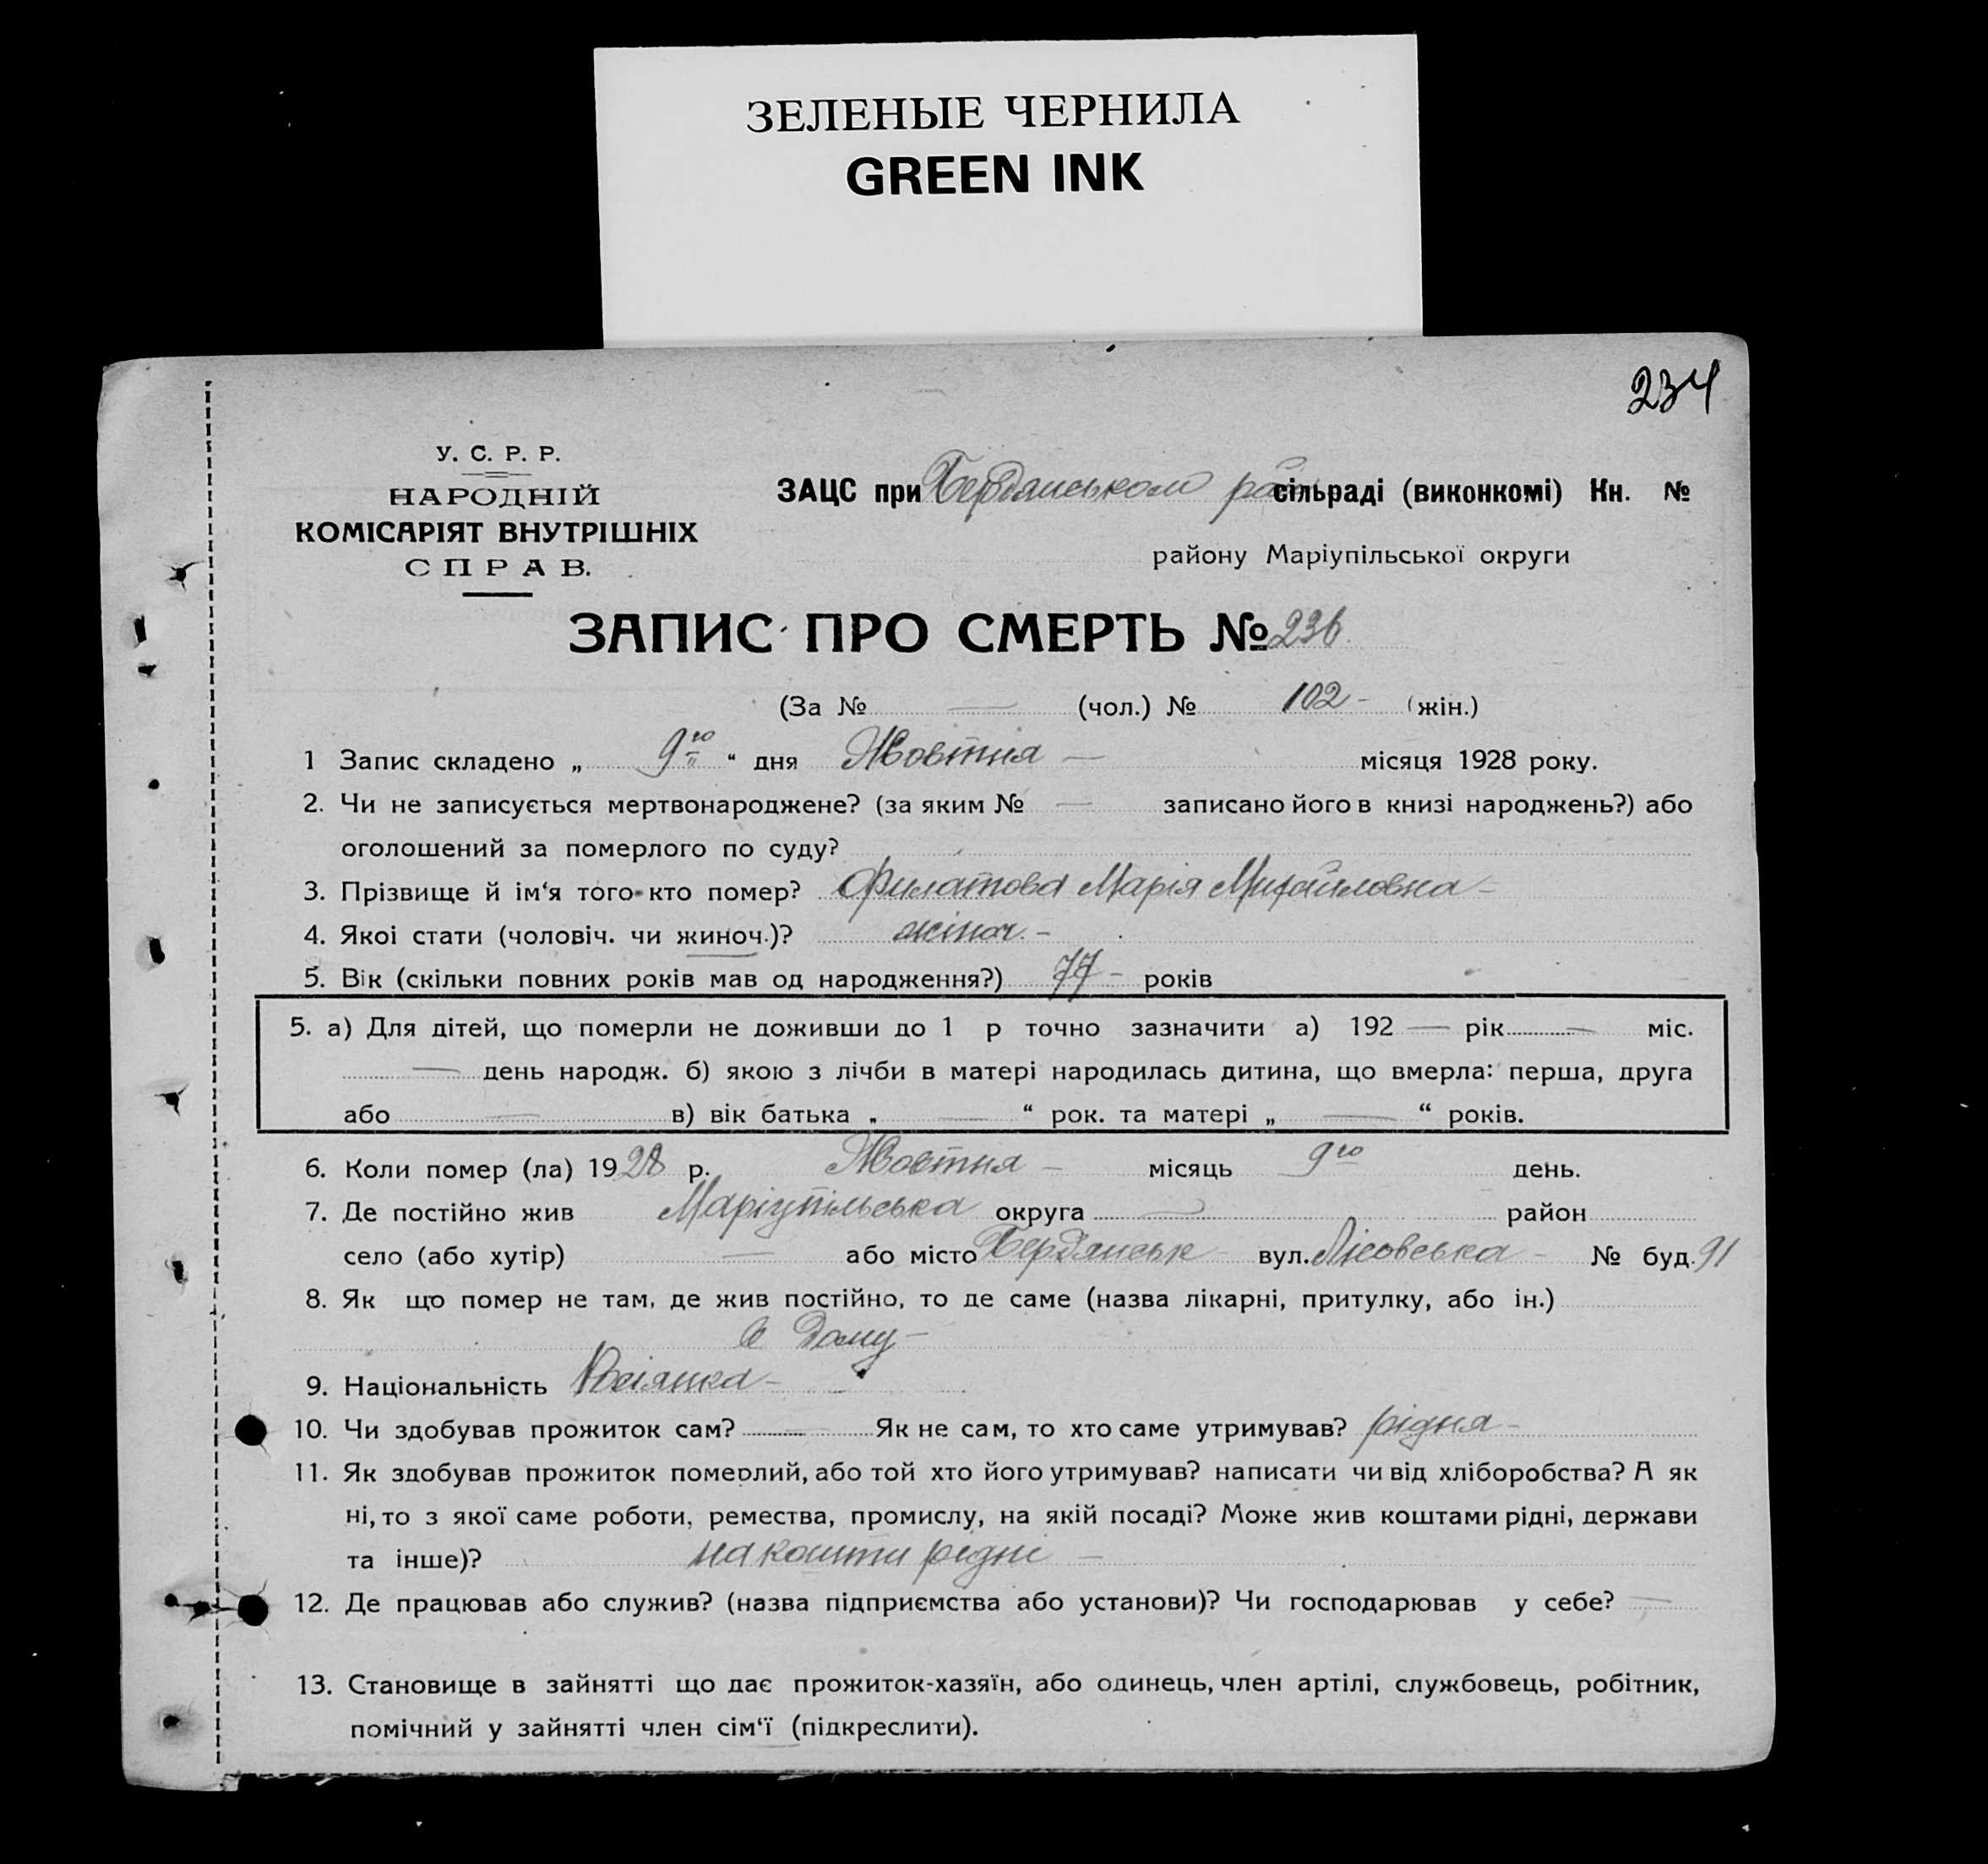 ЗЕЛЕНЫЕ ЧЕРНИЛА
GREEN INK
234
У. С. Р. Р.
НАРОДНІЙ
КОМІСАРІЯТ ВНУТРІШНІХ
СПРАВ.
ЗАЦС при Бердянськом рай сільраді (виконкомі) Кн. №
району Маріупільської округи
ЗАПИС ПРО СМЕРТЬ № 236
(За № — (чол.) № 102 – (жін.)
1 Запис складено „ 9го “ дня Жовтня — місяця 1928 року.
2. Чи не записується мертвонароджене? (за яким № — записано його в книзі народжень?) або
оголошений за померлого по суду?
3. Прізвище й ім‘я того кто помер? Филатова Марія Михайловна –
4. Якої стати (чоловіч. чи жиноч.)? жіноч. –
5. Вік (скільки повних років мав од народження?) 77 – років
5. а) Для дітей, що померли не доживши до 1 р точно зазначити а) 192 — рік — міс.
— день народж. б) якою з лічби в матері народилась дитина, що вмерла: перша, друга
або — в) вік батька „ — “ рок. та матері „ — “ років.
6. Коли помер (ла) 1928 р. Жовтня – місяць 9го день.
7. Де постійно жив Маріупільська округа — район
село (або хутір) — або місто Бердянськ – вул. Лісовська – № буд. 91
8. Як що помер не там, де жив постійно, то де саме (назва лікарні, притулку, або ін.)
в дому –
9. Національність Росіянка –
10. Чи здобував прожиток сам? — Як не сам, то хто саме утримував? рідня –
11. Як здобував прожиток померлий, або той хто його утримував? написати чи від хліборобства? А як
ні, то з якої саме роботи, ремества, промислу, на якій посаді? Може жив коштами рідні, держави
та інше)? на кошти рідні –
12. Де працював або служив? (назва підприємства або установи)? Чи господарював у себе? —
13. Становище в зайнятті що дає прожиток-хазяїн, або одинець, член артілі, службовець, робітник,
помічний у зайнятті член сім‘ї (підкреслити).